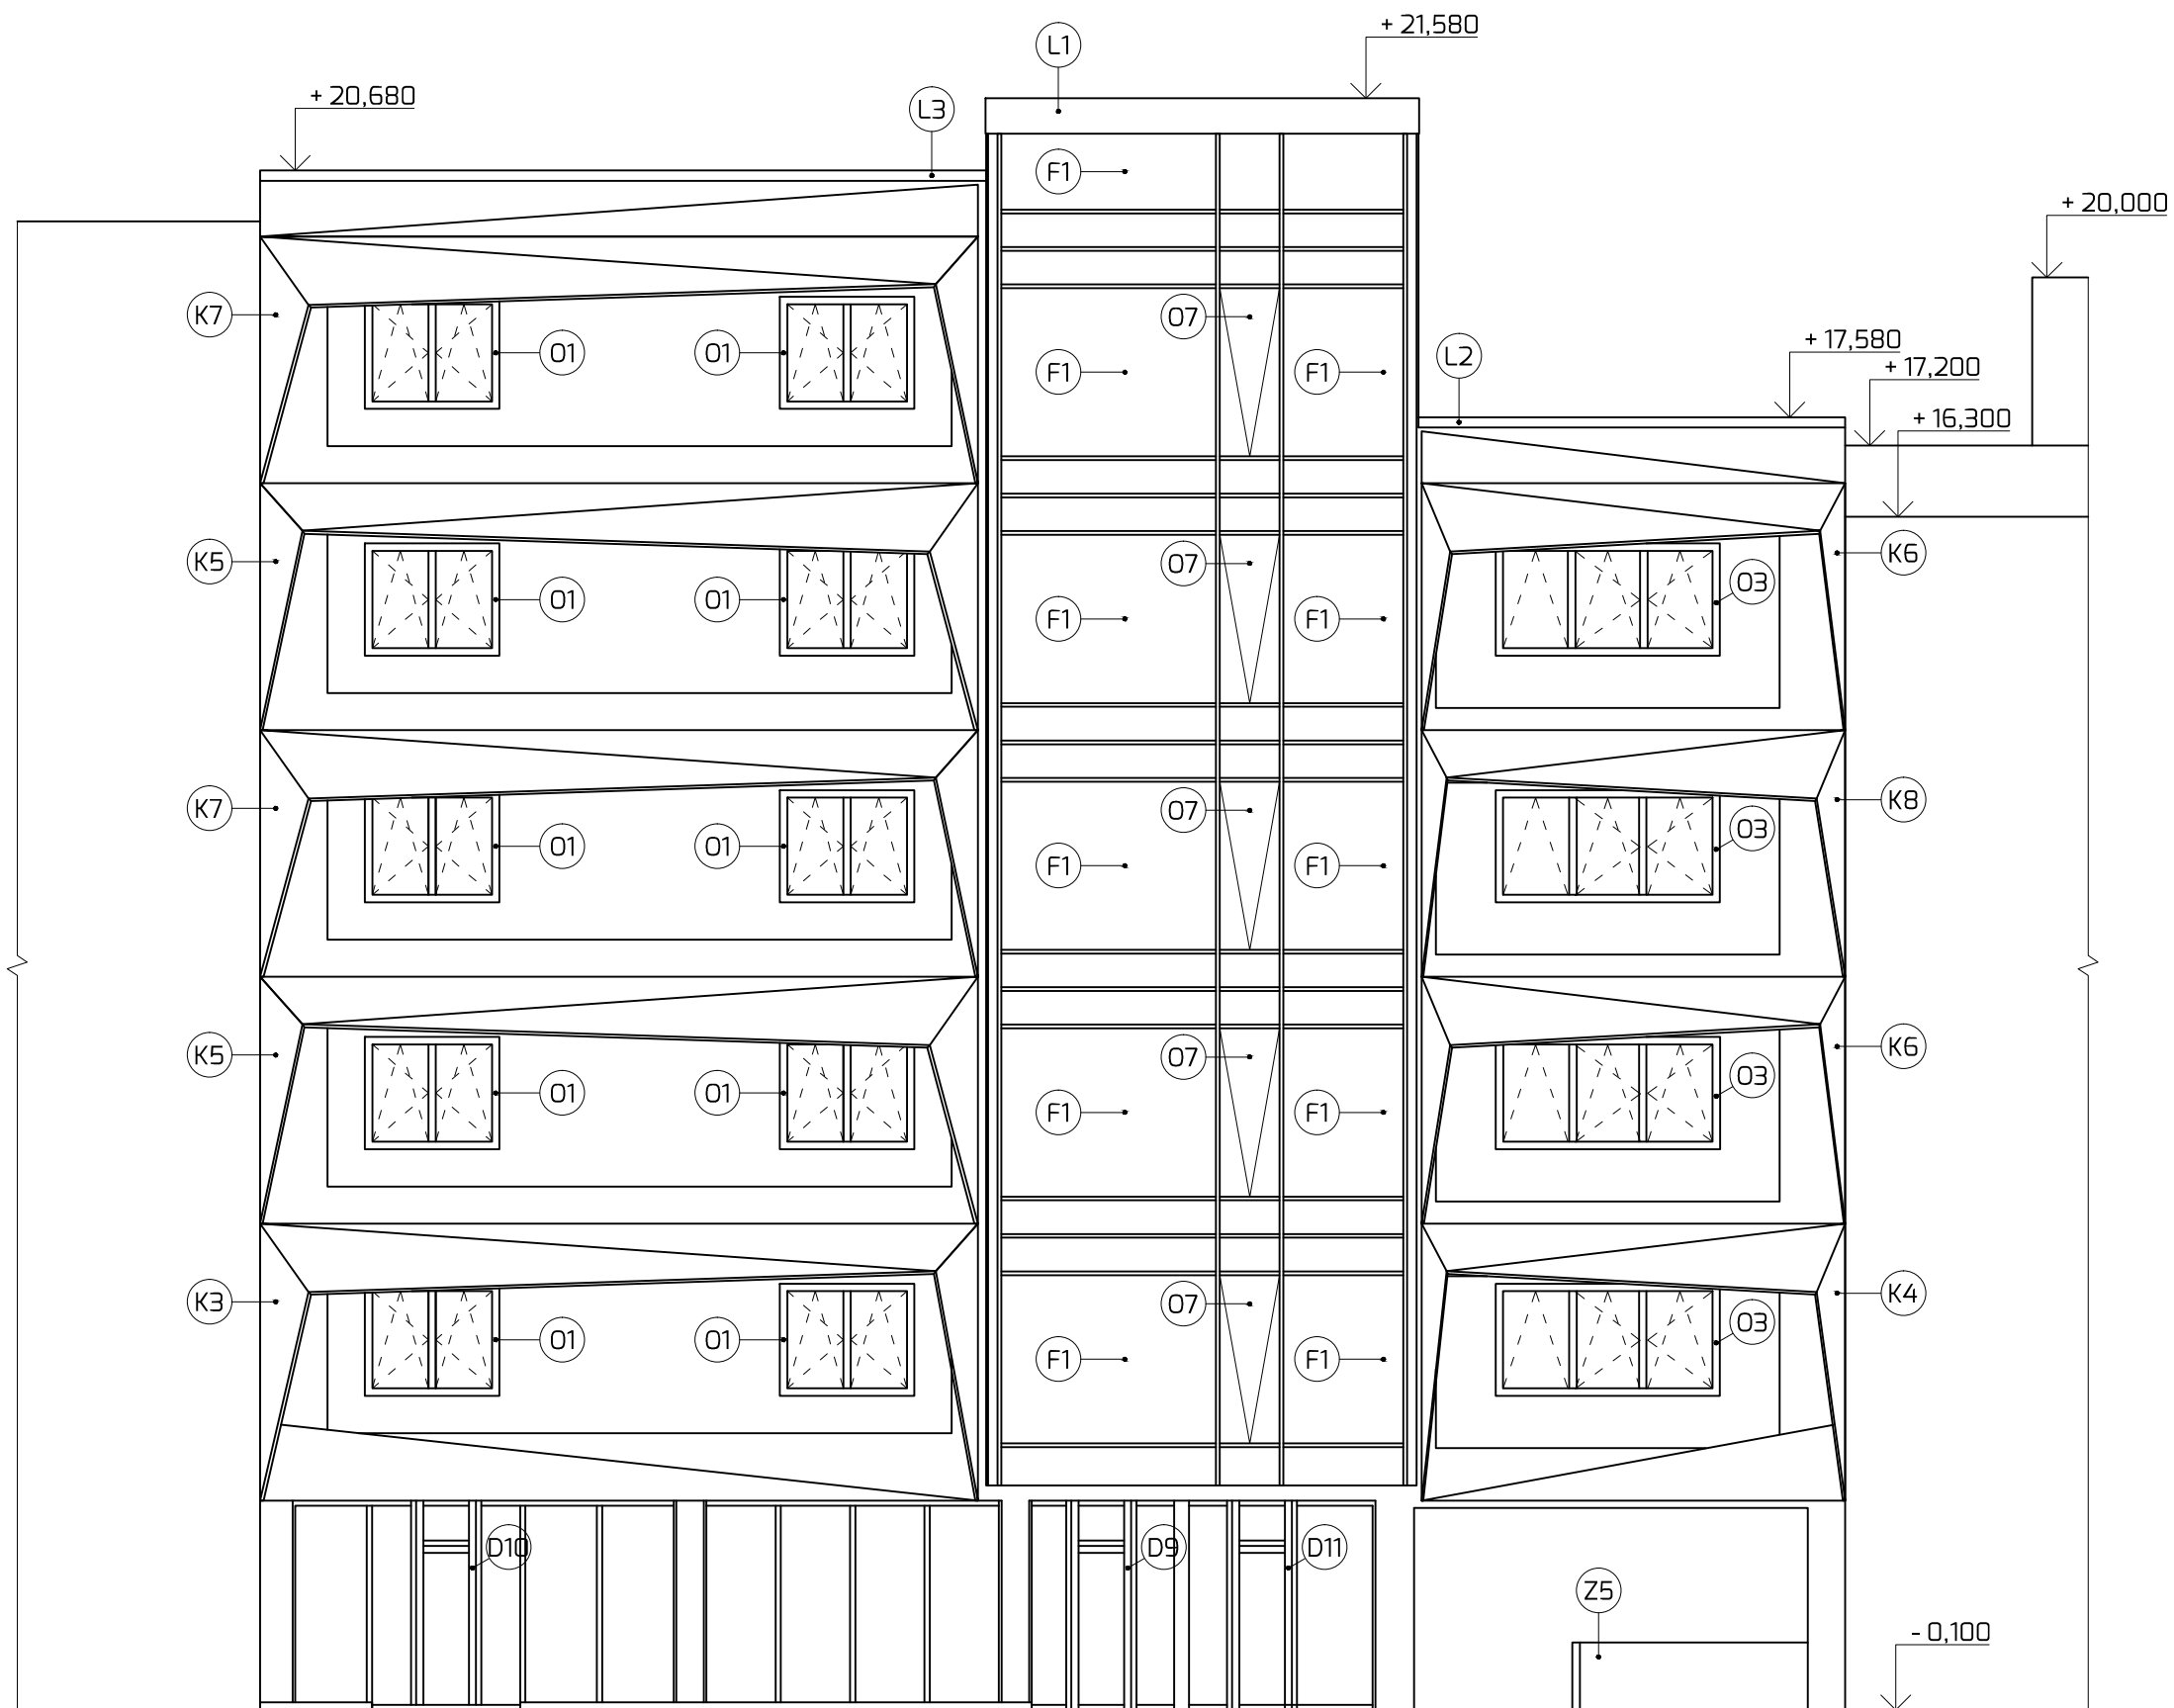 + 21,580
L1
+ 20,680
L3
F1
+ 20,000
K7
O1
O1
O7
F1
F1
L2
+ 17,580
+ 17,200
+ 16,300
K5
O1
O1
O7
F1
F1
O3
K6
K7
O1
O1
O7
F1
F1
O3
K8
K5
O1
O1
O7
F1
F1
O3
K6
K3
O1
O1
O7
F1
F1
O3
K4
D10
D9
D11
Z5
- 0,100